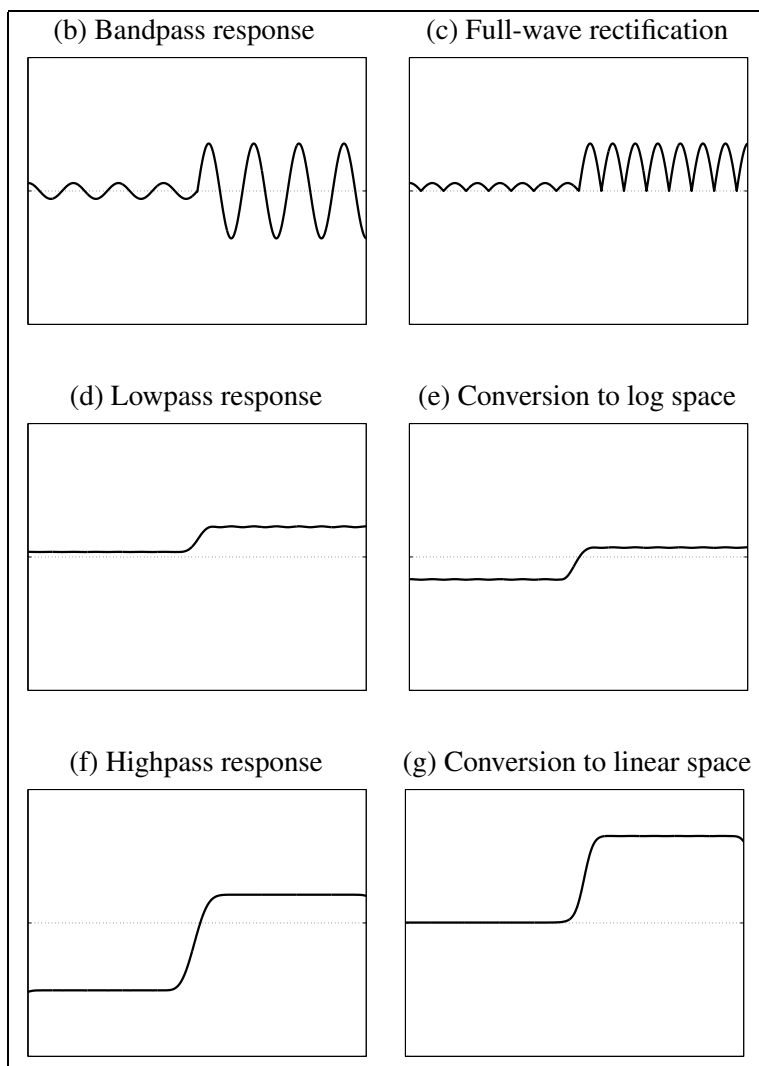 (b) Bandpass response
(c) Full-wave rectification
(d) Lowpass response
(e) Conversion to log space
(f) Highpass response
(g) Conversion to linear space